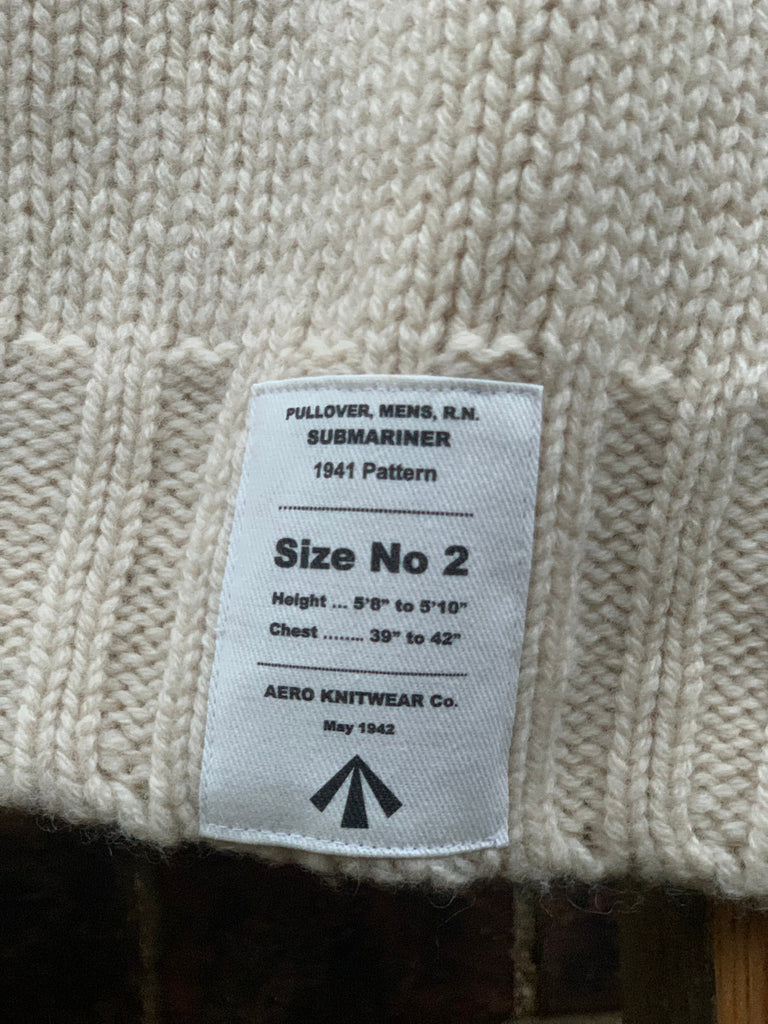 PULLOVER, MENS, R.N.
SUBMARINER
1941 Pattern
Size No 2
Height ... 5'8" to 5'10"
Chest ........ 39" to 42"
AERO KNITWEAR Co.
May 1942